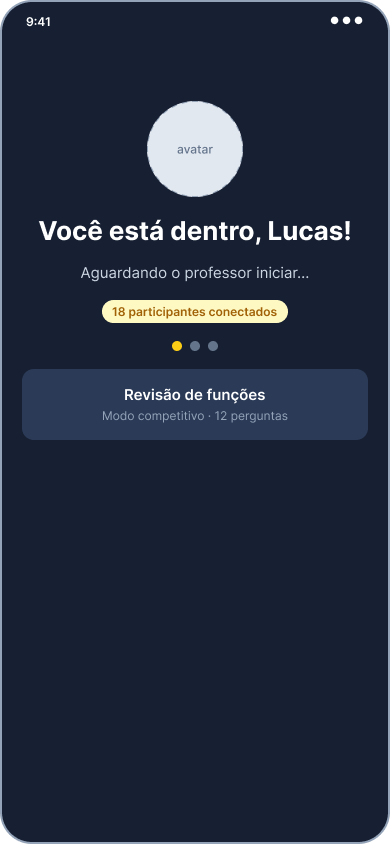 9:41
avatar
Você está dentro, Lucas!
Aguardando o professor iniciar...
18 participantes conectados
Revisão de funções
Modo competitivo · 12 perguntas